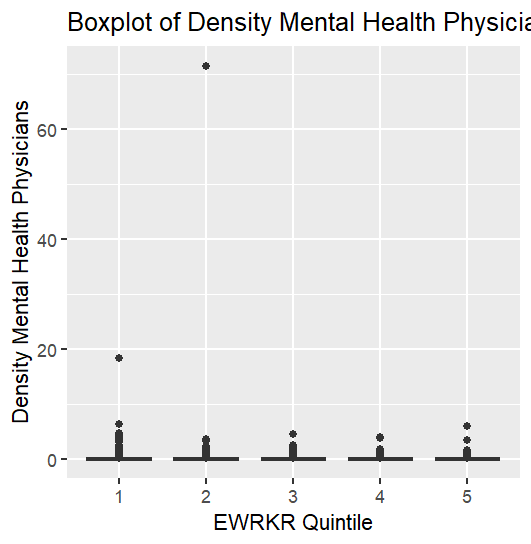 Boxplot of Density Mental Health Physicia
Density Mental Health Physicians
60
40
20
0
1 2 3 4 5
EWRKR Quintile